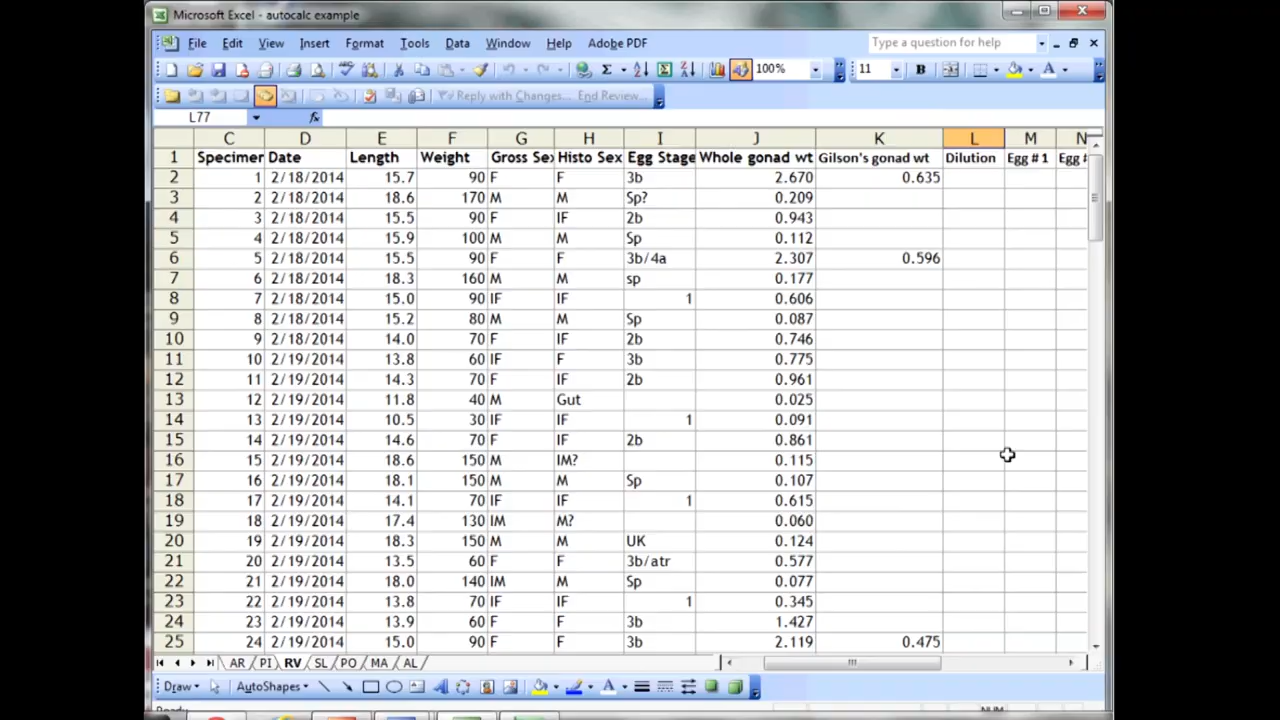 Microsoft Excel - autocalc example
File Edit View Insert Format Tools Data Window Help Adobe PDF Type a question for help
100% 11 B A
Reply with Changes... End Review...
L77 fx
C D E F G H I J K L M N
1 Specimen Date Length Weight Gross Sex Histo Sex Egg Stage Whole gonad wt Gilson's gonad wt Dilution Egg # 1 Egg #
2 1 2/18/2014 15.7 90 F F 3b 2.670 0.635
3 2 2/18/2014 18.6 170 M M Sp? 0.209
4 3 2/18/2014 15.5 90 F IF 2b 0.943
5 4 2/18/2014 15.9 100 M M Sp 0.112
6 5 2/18/2014 15.5 90 F F 3b/4a 2.307 0.596
7 6 2/18/2014 18.3 160 M M sp 0.177
8 7 2/18/2014 15.0 90 IF IF 1 0.606
9 8 2/18/2014 15.2 80 M M Sp 0.087
10 9 2/18/2014 14.0 70 F IF 2b 0.746
11 10 2/19/2014 13.8 60 IF F 3b 0.775
12 11 2/19/2014 14.3 70 F IF 2b 0.961
13 12 2/19/2014 11.8 40 M Gut 0.025
14 13 2/19/2014 10.5 30 IF IF 1 0.091
15 14 2/19/2014 14.6 70 F IF 2b 0.861
16 15 2/19/2014 18.6 150 M IM? 0.115
17 16 2/19/2014 18.1 150 M M Sp 0.107
18 17 2/19/2014 14.1 70 IF IF 1 0.615
19 18 2/19/2014 17.4 130 IM M? 0.060
20 19 2/19/2014 18.3 150 M M UK 0.124
21 20 2/19/2014 13.5 60 F F 3b/atr 0.577
22 21 2/19/2014 18.0 140 IM M Sp 0.077
23 22 2/19/2014 13.8 70 IF IF 1 0.345
24 23 2/19/2014 13.9 60 F F 3b 1.427
25 24 2/19/2014 15.0 90 F F 3b 2.119 0.475
AR PI RV SL PO MA AL
Draw AutoShapes A